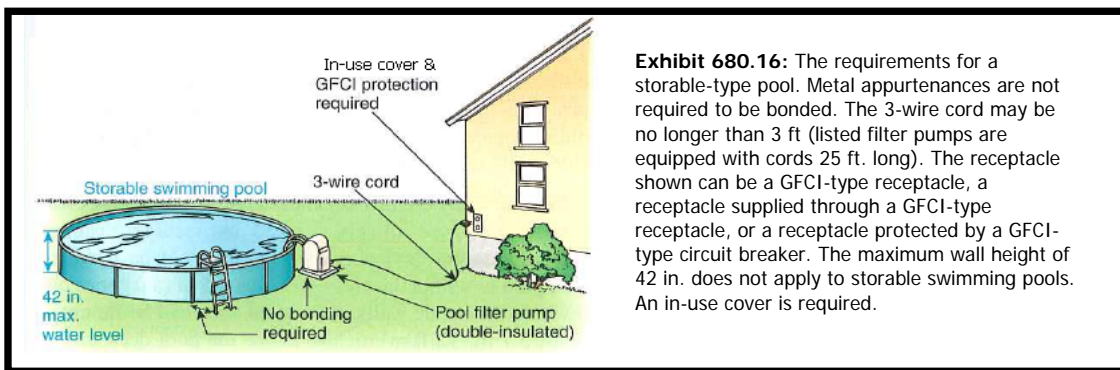 In-use cover &
GFCI protection
required
3-wire cord
Storable swimming pool
42 in.
max.
water level
No bonding
required
Pool filter pump
(double-insulated)
Exhibit 680.16: The requirements for a
storable-type pool. Metal appurtenances are not
required to be bonded. The 3-wire cord may be
no longer than 3 ft (listed filter pumps are
equipped with cords 25 ft. long). The receptacle
shown can be a GFCI-type receptacle, a
receptacle supplied through a GFCI-type
receptacle, or a receptacle protected by a GFCI-
type circuit breaker. The maximum wall height of
42 in. does not apply to storable swimming pools.
An in-use cover is required.